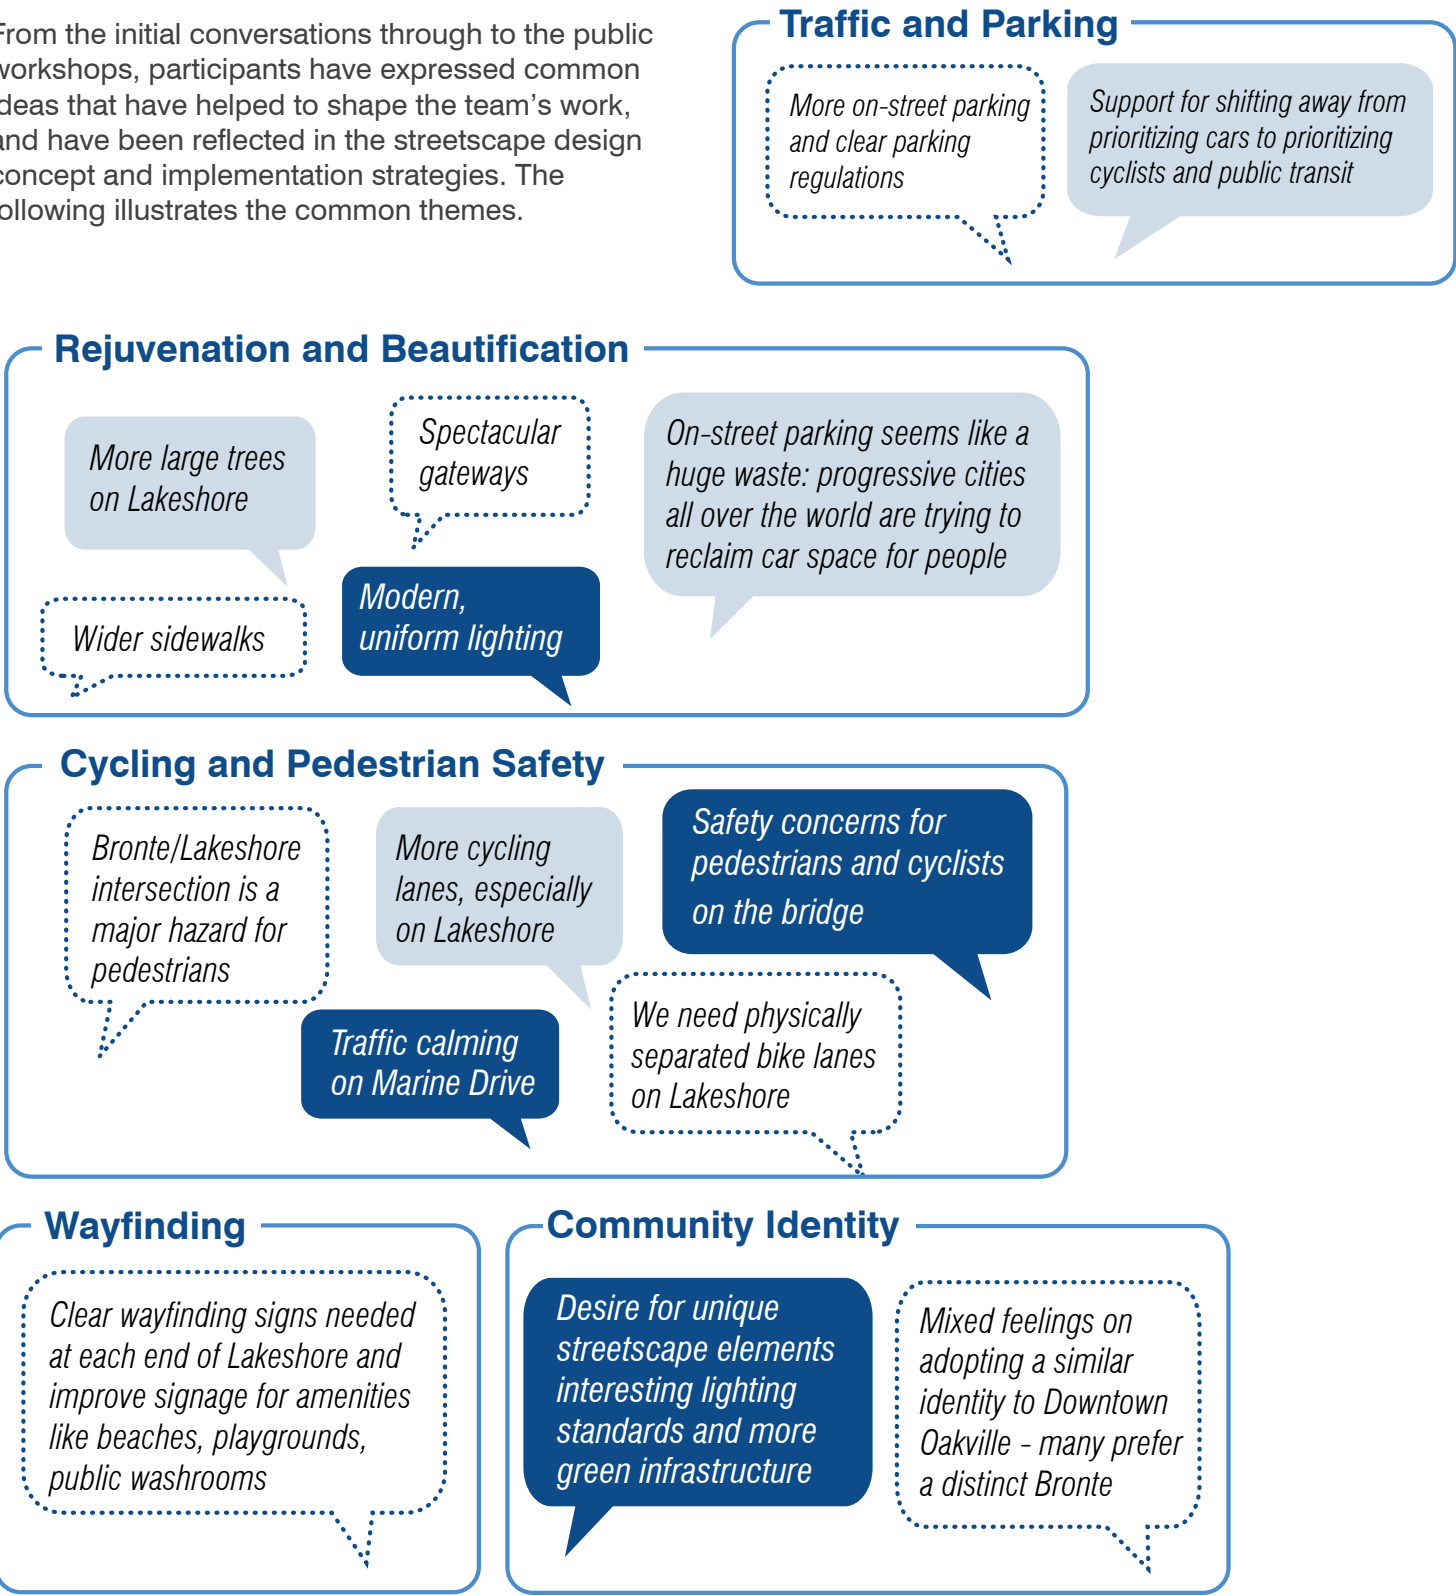 From the initial conversations through to the public
workshops, participants have expressed common
ideas that have helped to shape the team's work,
and have been reflected in the streetscape design
concept and implementation strategies. The
following illustrates the common themes.
Traffic and Parking
More on-street parking
and clear parking
regulations
Support for shifting away from
prioritizing cars to prioritizing
cyclists and public transit
Rejuvenation and Beautification
More large trees
on Lakeshore
Spectacular
gateways
On-street parking seems like a
huge waste: progressive cities
all over the world are trying to
reclaim car space for people
Wider sidewalks
Modern,
uniform lighting
Cycling and Pedestrian Safety
Bronte/Lakeshore
intersection is a
major hazard for
pedestrians
More cycling
lanes, especially
on Lakeshore
Safety concerns for
pedestrians and cyclists
on the bridge
Traffic calming
on Marine Drive
We need physically
separated bike lanes
on Lakeshore
Wayfinding
Clear wayfinding signs needed
at each end of Lakeshore and
improve signage for amenities
like beaches, playgrounds,
public washrooms
Community Identity
Desire for unique
streetscape elements
interesting lighting
standards and more
green infrastructure
Mixed feelings on
adopting a similar
identity to Downtown
Oakville - many prefer
a distinct Bronte